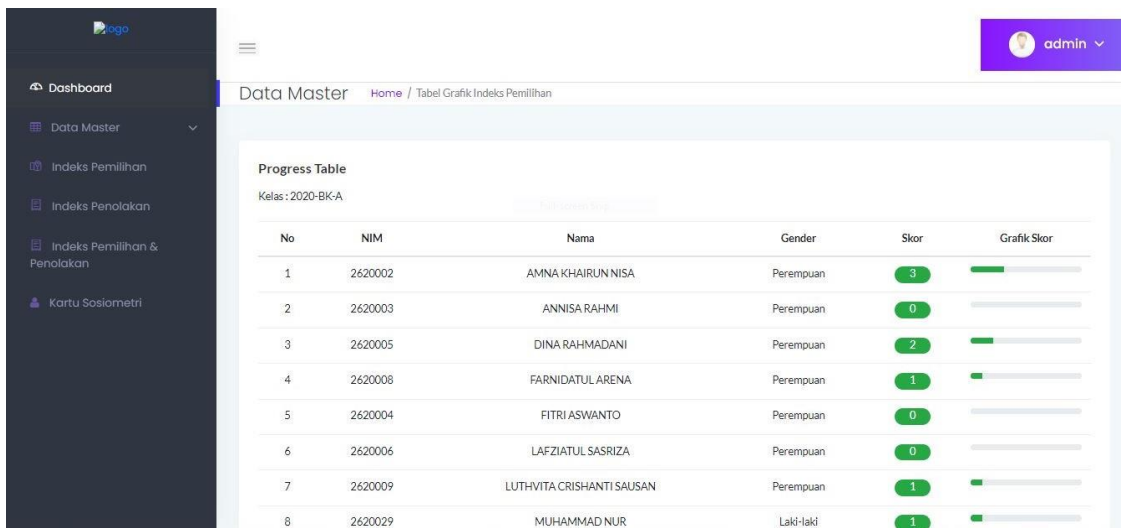 logo
admin
Dashboard
Data Master Home / Tabel Grafik Indeks Pemilihan
Data Master
Indeks Pemilihan
Indeks Penolakan
Indeks Pemilihan &
Penolakan
Kartu Sosiometri
Progress Table
Kelas : 2020-BK-A
No NIM Nama Gender Skor Grafik Skor
1 2620002 AMNA KHAIRUN NISA Perempuan 3
2 2620003 ANNISA RAHMI Perempuan 0
3 2620005 DINA RAHMADANI Perempuan 2
4 2620008 FARNIDATUL ARENA Perempuan 1
5 2620004 FITRI ASWANTO Perempuan 0
6 2620006 LAFZIATUL SASRIZA Perempuan 0
7 2620009 LUTHVITA CRISHANTI SAUSAN Perempuan 1
8 2620029 MUHAMMAD NUR Laki-laki 1